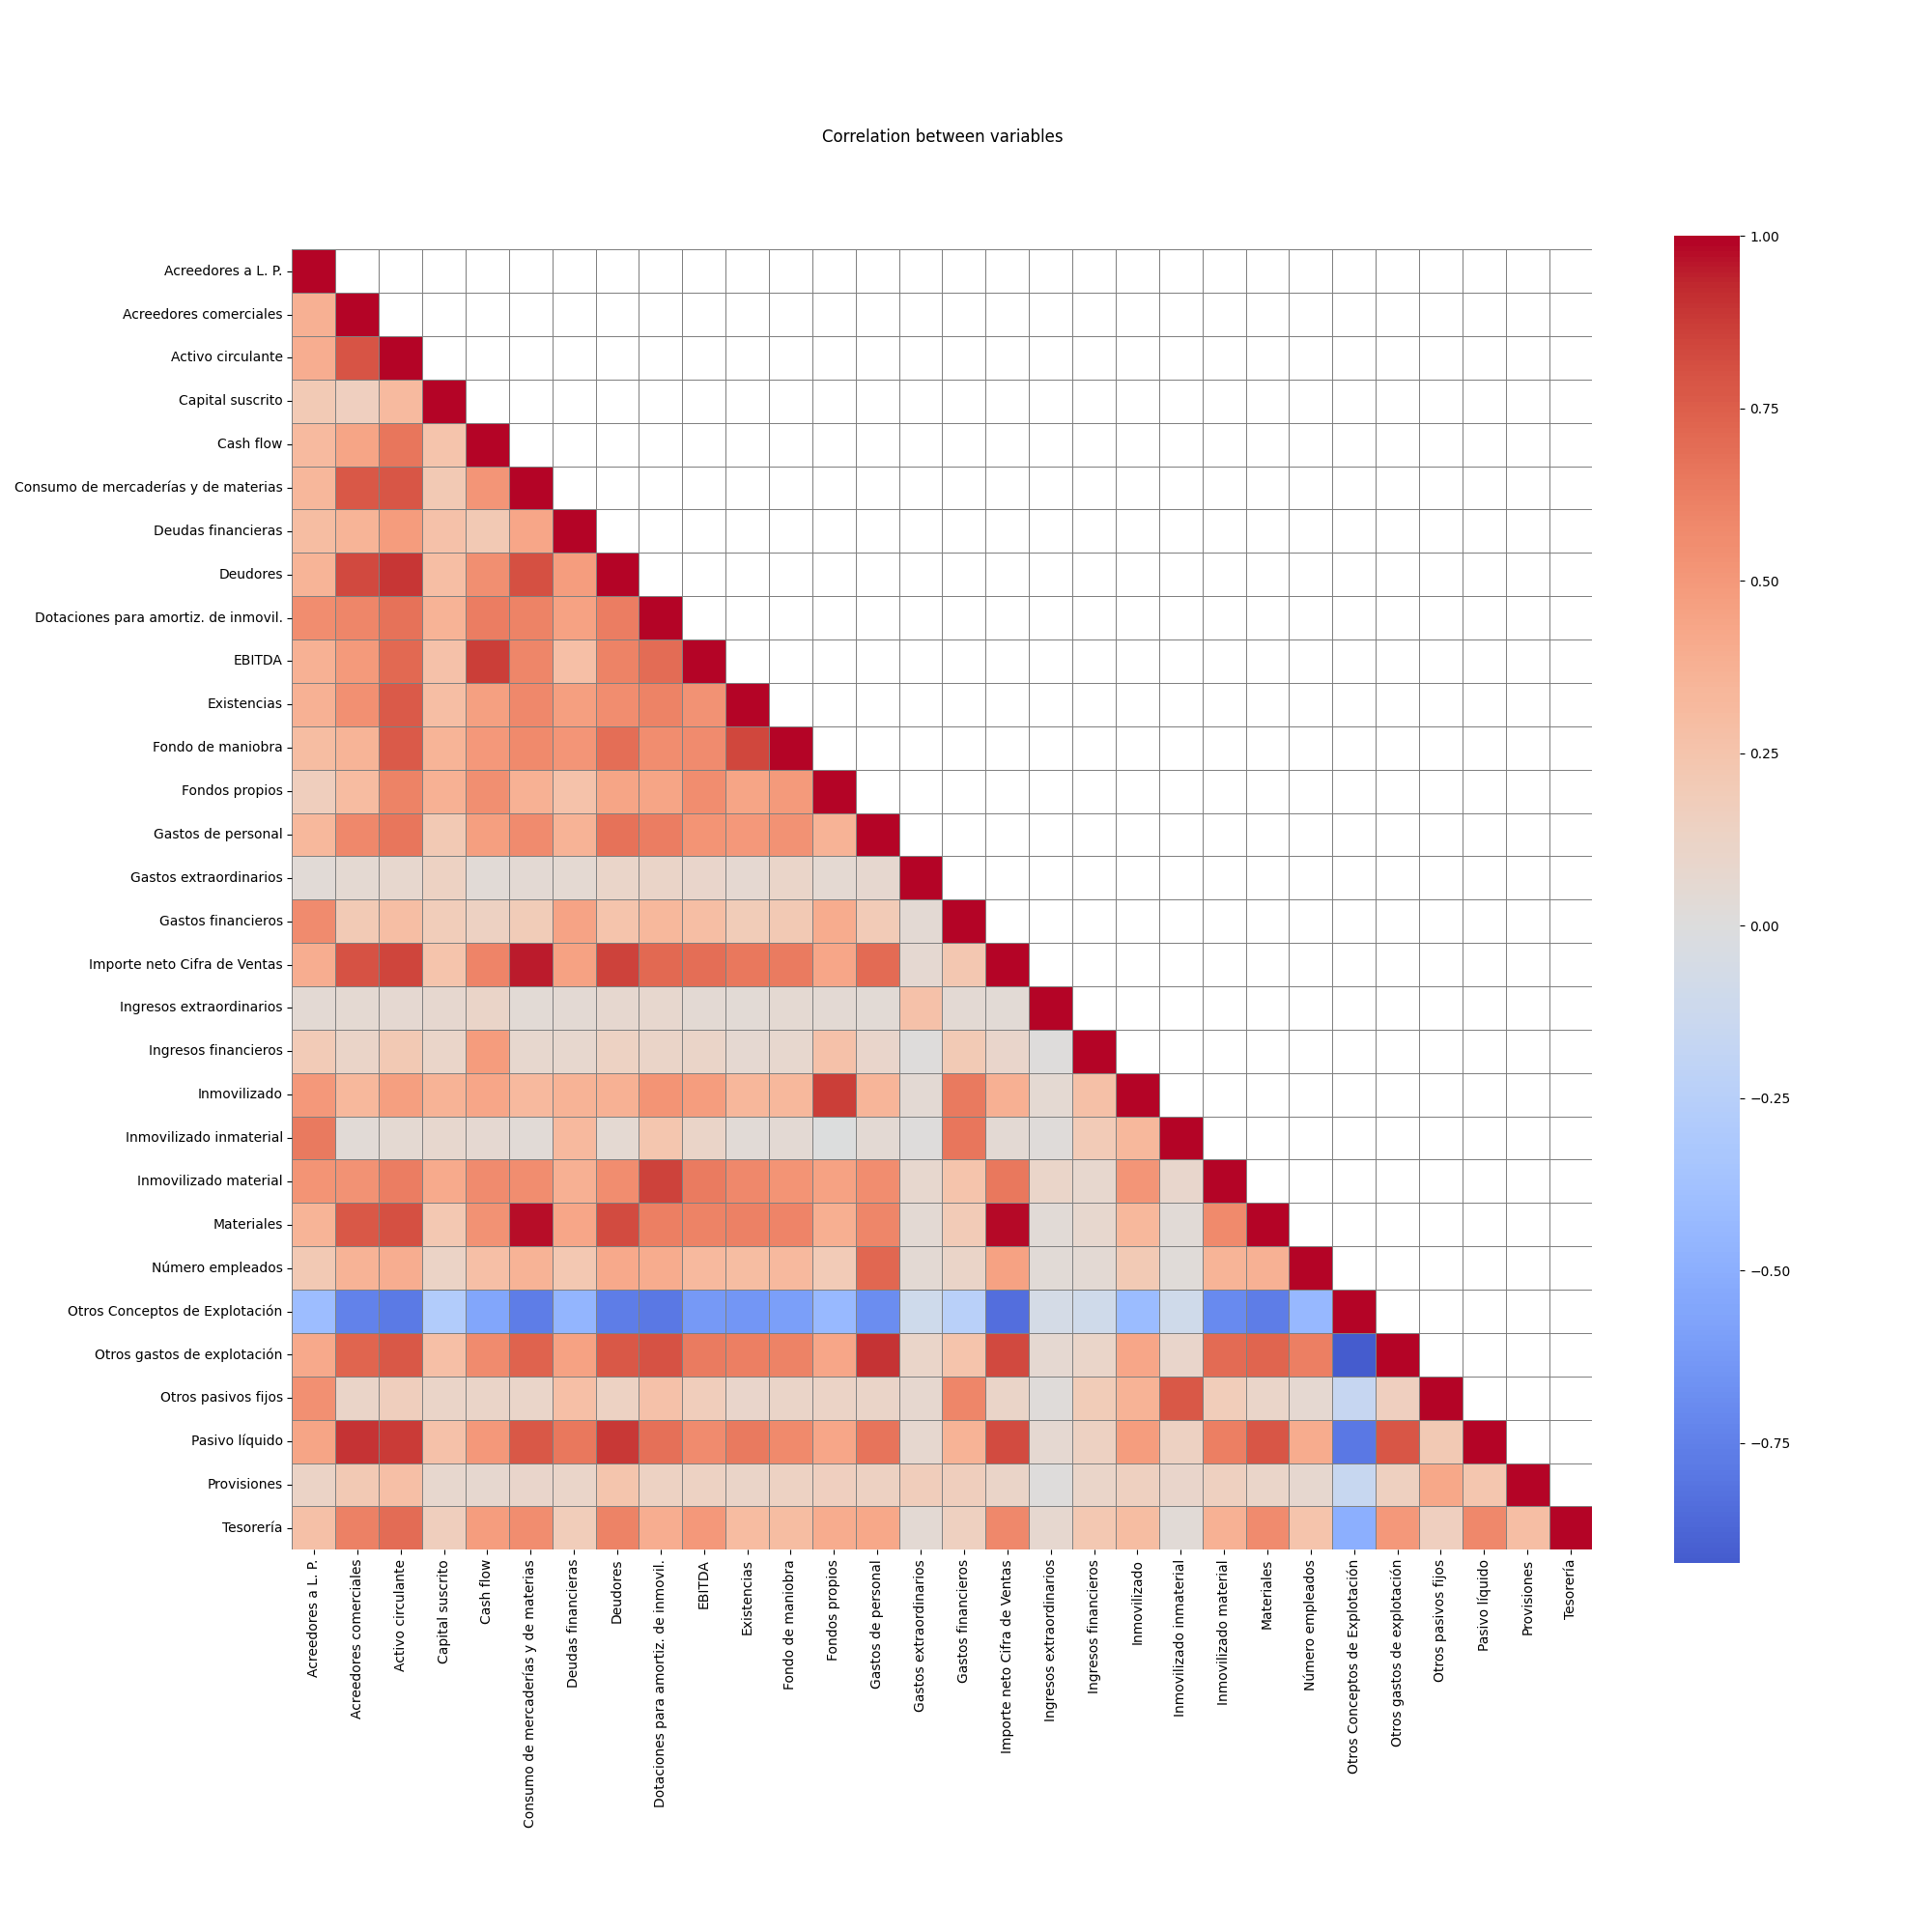 Correlation between variables
Acreedores a L. P.
Acreedores comerciales
Activo circulante
Capital suscrito
Cash flow
Consumo de mercaderías y de materias
Deudas financieras
Deudores
Dotaciones para amortiz. de inmovil.
EBITDA
Existencias
Fondo de maniobra
Fondos propios
Gastos de personal
Gastos extraordinarios
Gastos financieros
Importe neto Cifra de Ventas
Ingresos extraordinarios
Ingresos financieros
Inmovilizado
Inmovilizado inmaterial
Inmovilizado material
Materiales
Número empleados
Otros Conceptos de Explotación
Otros gastos de explotación
Otros pasivos fijos
Pasivo líquido
Provisiones
Tesorería
Acreedores a L. P.
Acreedores comerciales
Activo circulante
Capital suscrito
Cash flow
Consumo de mercaderías y de materias
Deudas financieras
Deudores
Dotaciones para amortiz. de inmovil.
EBITDA
Existencias
Fondo de maniobra
Fondos propios
Gastos de personal
Gastos extraordinarios
Gastos financieros
Importe neto Cifra de Ventas
Ingresos extraordinarios
Ingresos financieros
Inmovilizado
Inmovilizado inmaterial
Inmovilizado material
Materiales
Número empleados
Otros Conceptos de Explotación
Otros gastos de explotación
Otros pasivos fijos
Pasivo líquido
Provisiones
Tesorería
1.00
0.75
0.50
0.25
0.00
−0.25
−0.50
−0.75